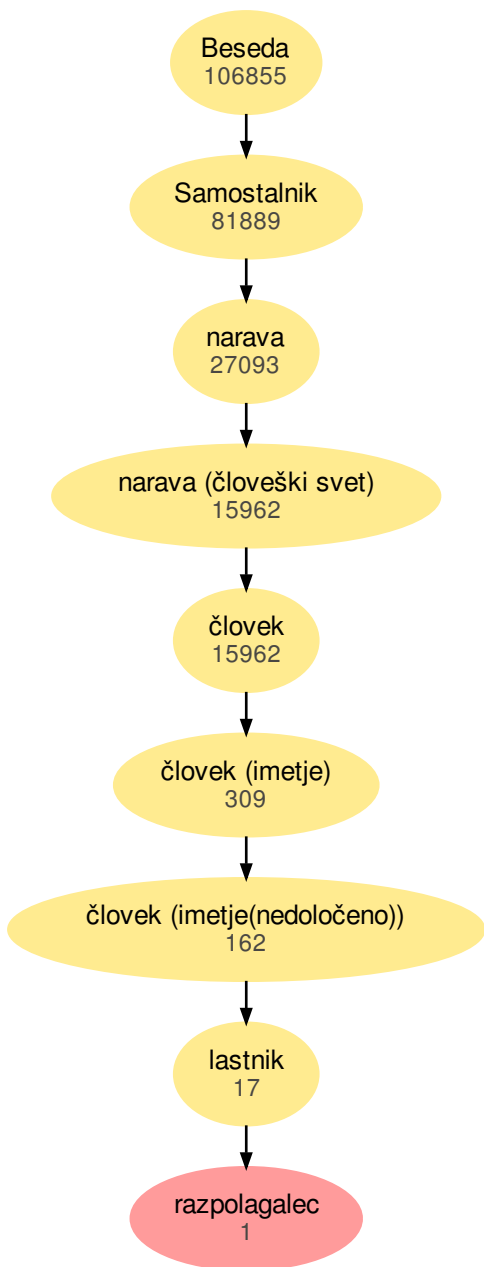 Beseda
106855
Samostalnik
81889
narava
27093
narava (človeški svet)
15962
človek
15962
človek (imetje)
309
človek (imetje(nedoločeno))
162
lastnik
17
razpolagalec
1